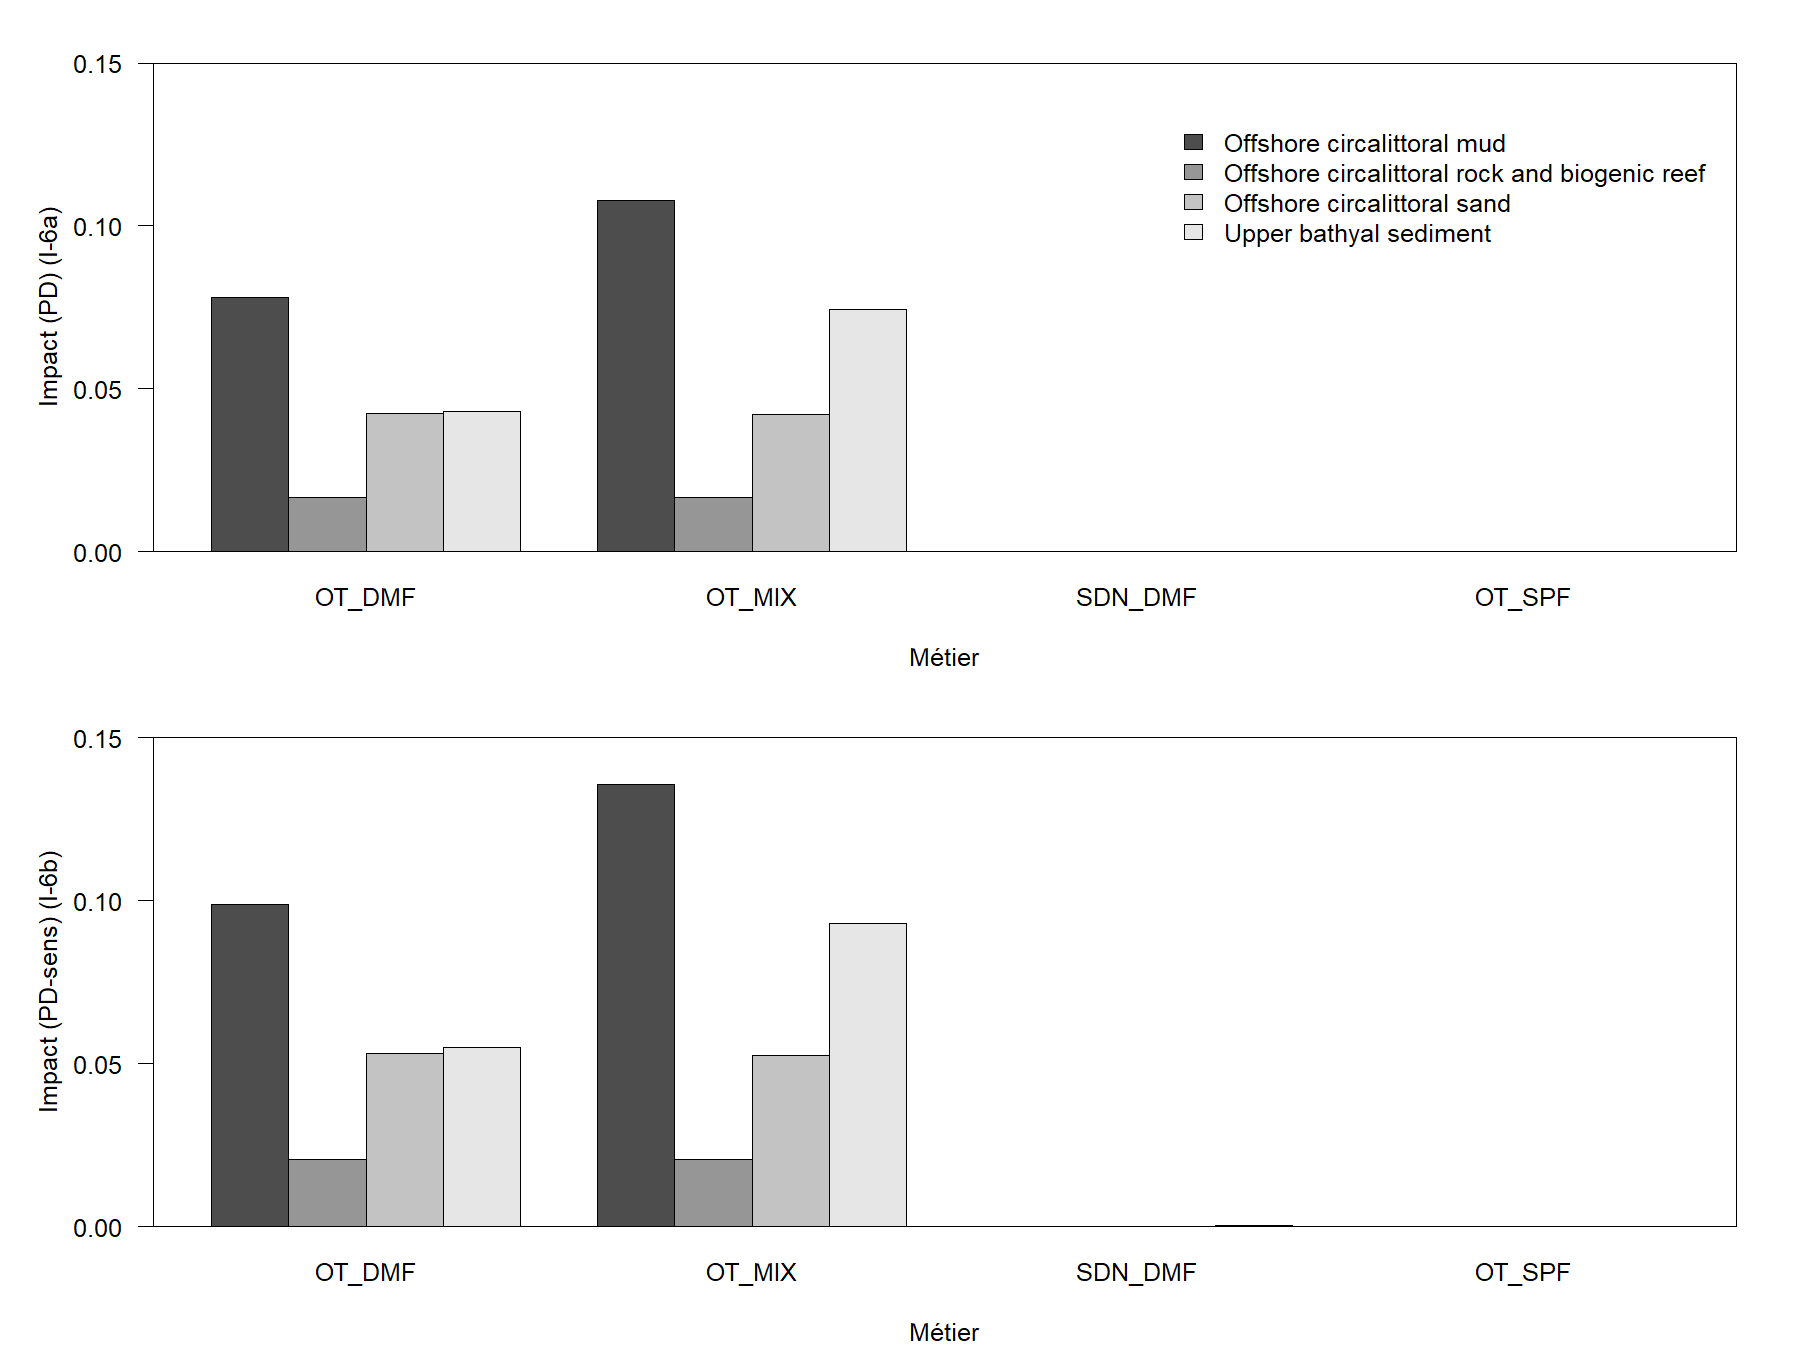 0.15
0.10
0.05
0.00
Impact (PD) (I-6a)
Offshore circalittoral mud
Offshore circalittoral rock and biogenic reef
Offshore circalittoral sand
Upper bathyal sediment
OT_DMF OT_MIX SDN_DMF OT_SPF
Métier
0.15
0.10
0.05
0.00
Impact (PD-sens) (I-6b)
OT_DMF OT_MIX SDN_DMF OT_SPF
Métier